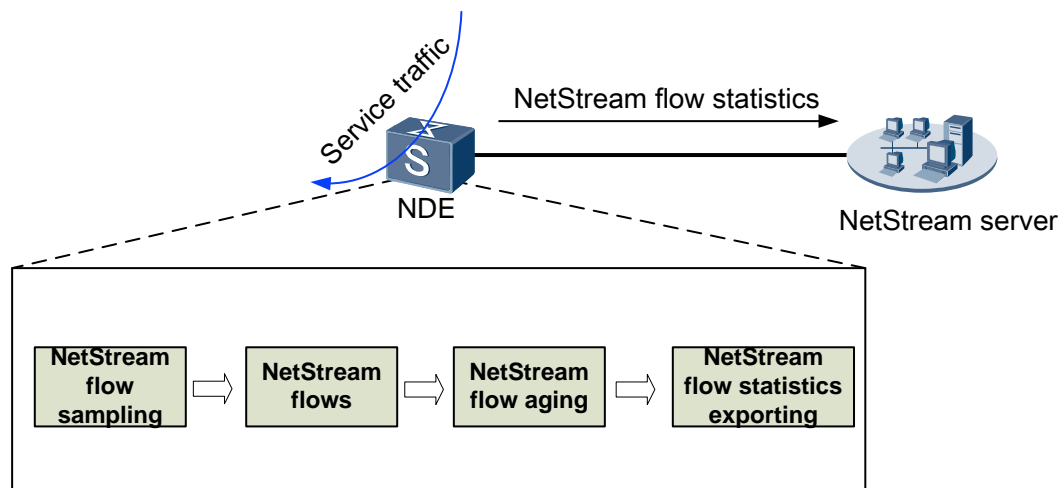 Service traffic
NetStream flow statistics
S
NDE
NetStream server
NetStream
flow
sampling
NetStream
flows
NetStream
flow aging
NetStream
flow statistics
exporting